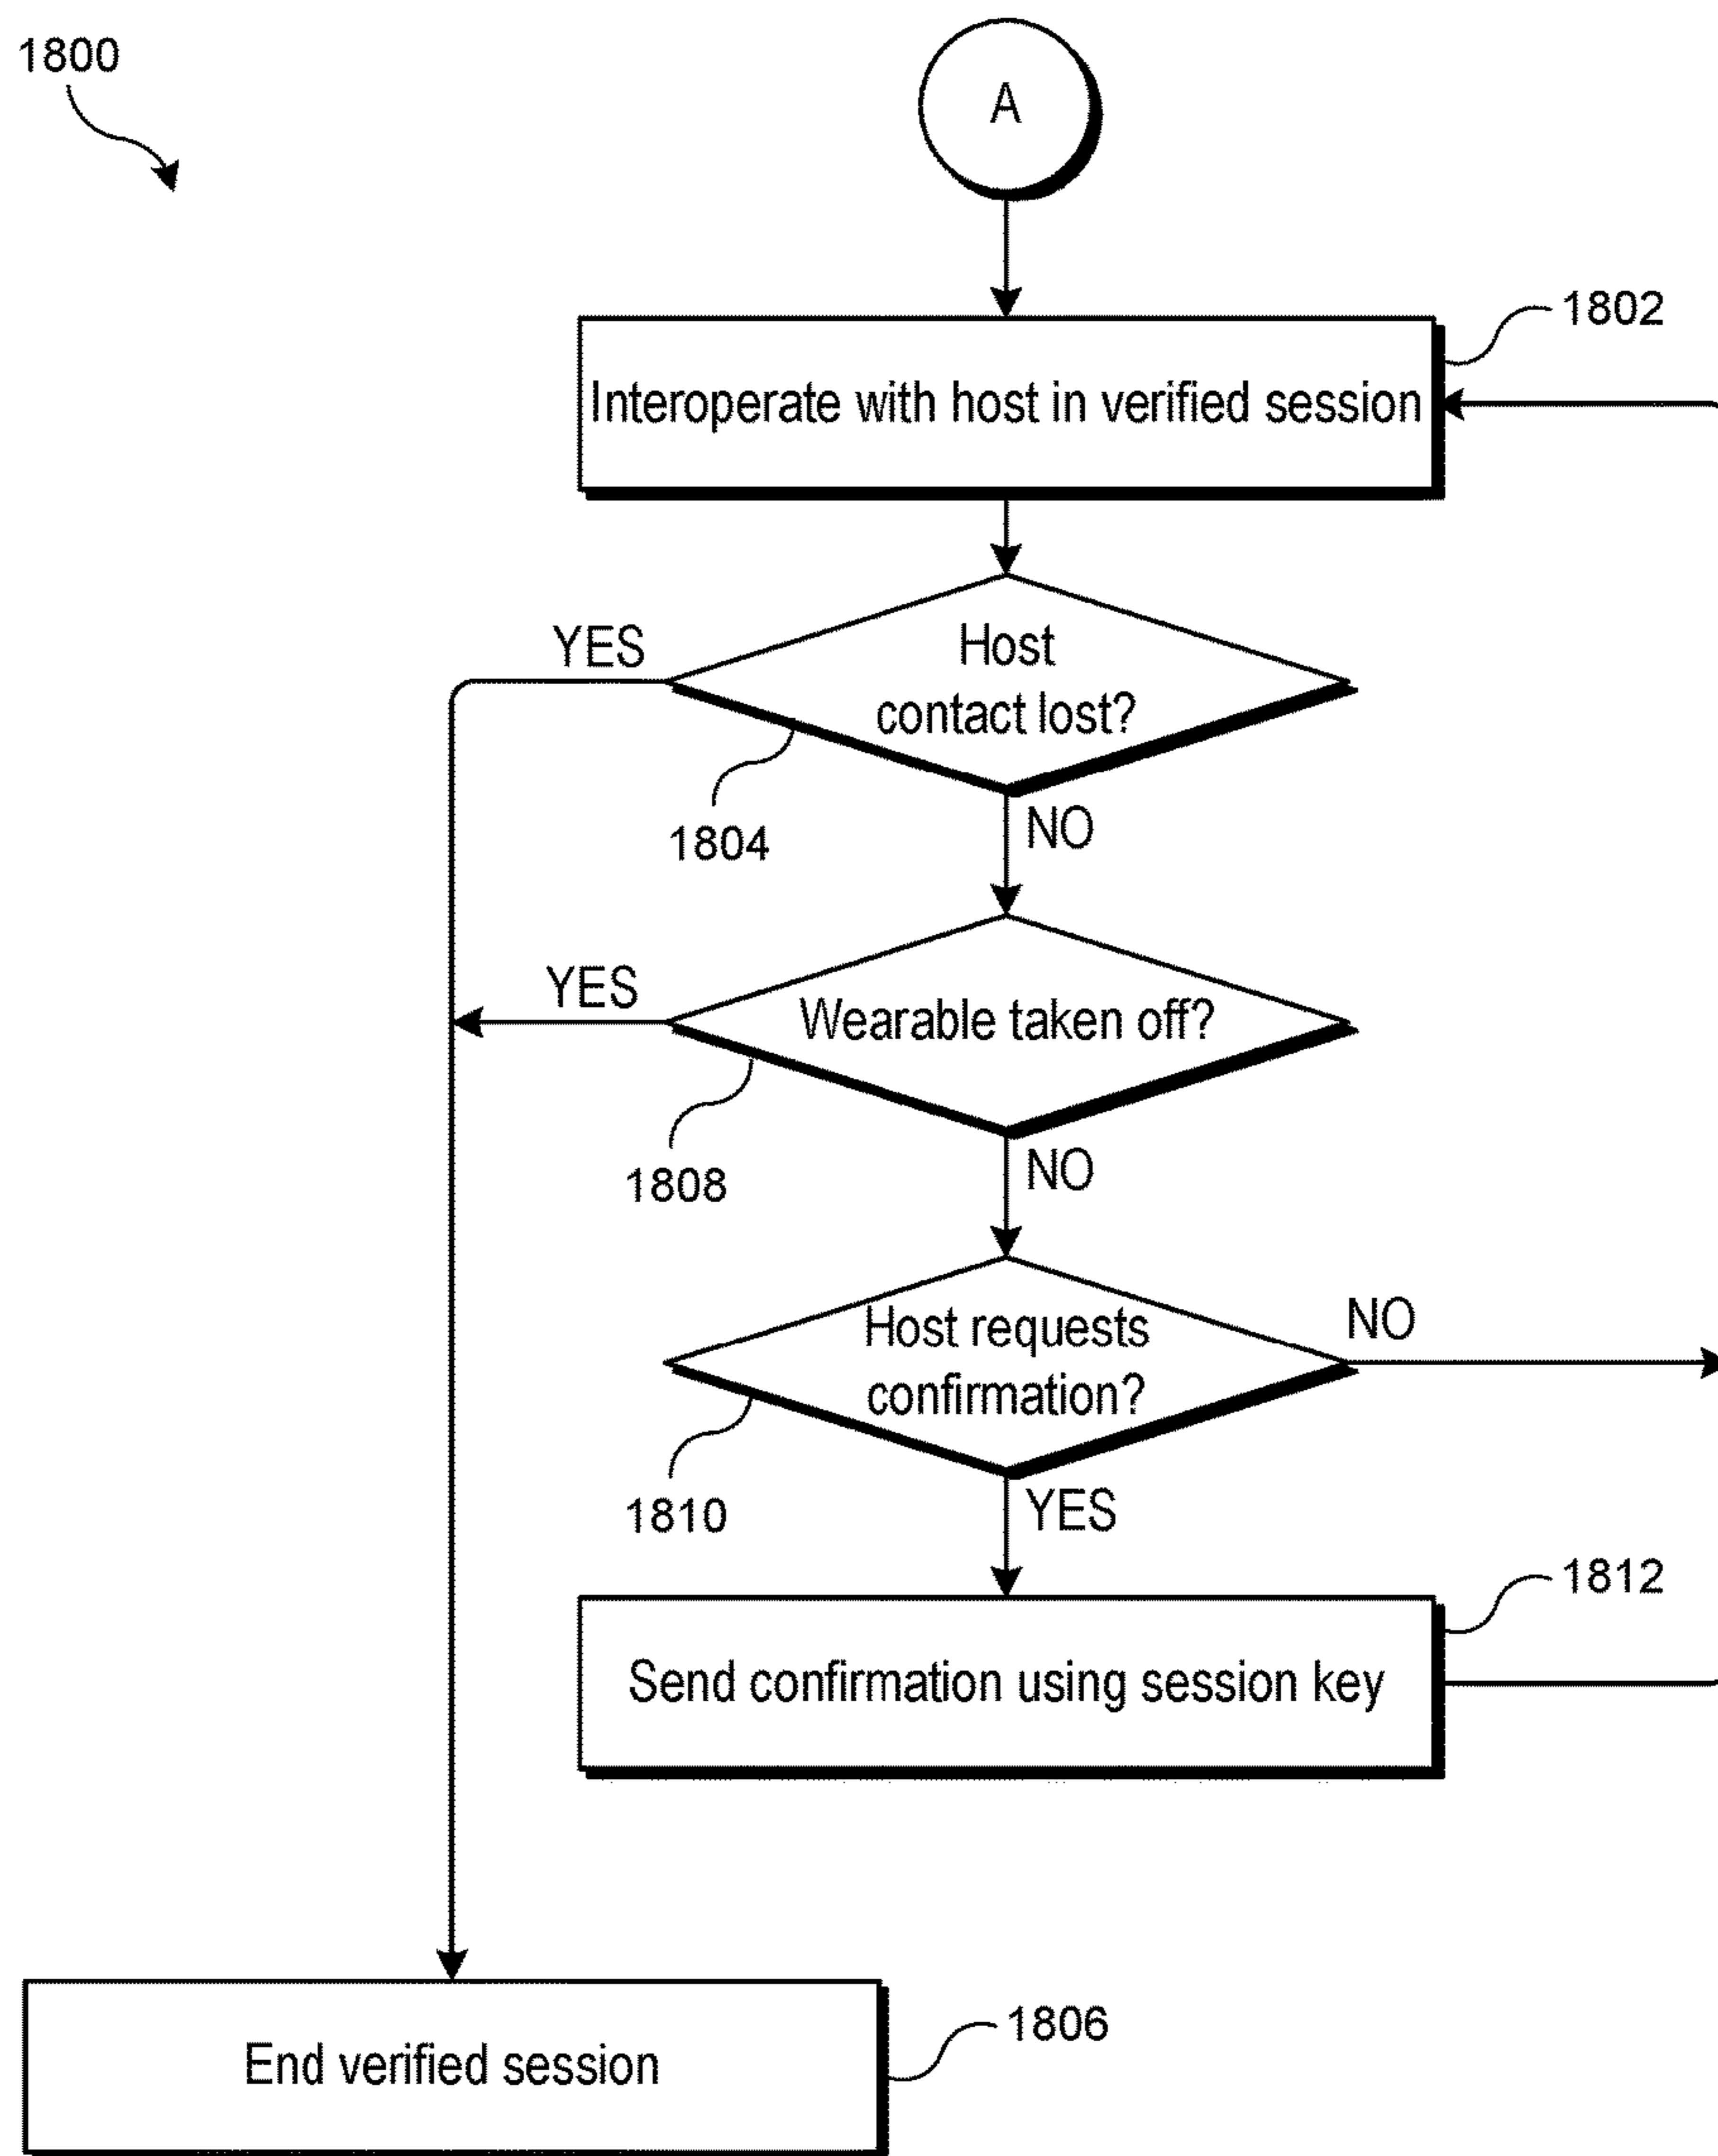 1800
A
1802
Interoperate with host in verified session
YES
Host
contact lost?
1804
NO
YES
Wearable taken off?
1808
NO
Host requests
confirmation?
NO
1810
YES
1812
Send confirmation using session key
1806
End verified session